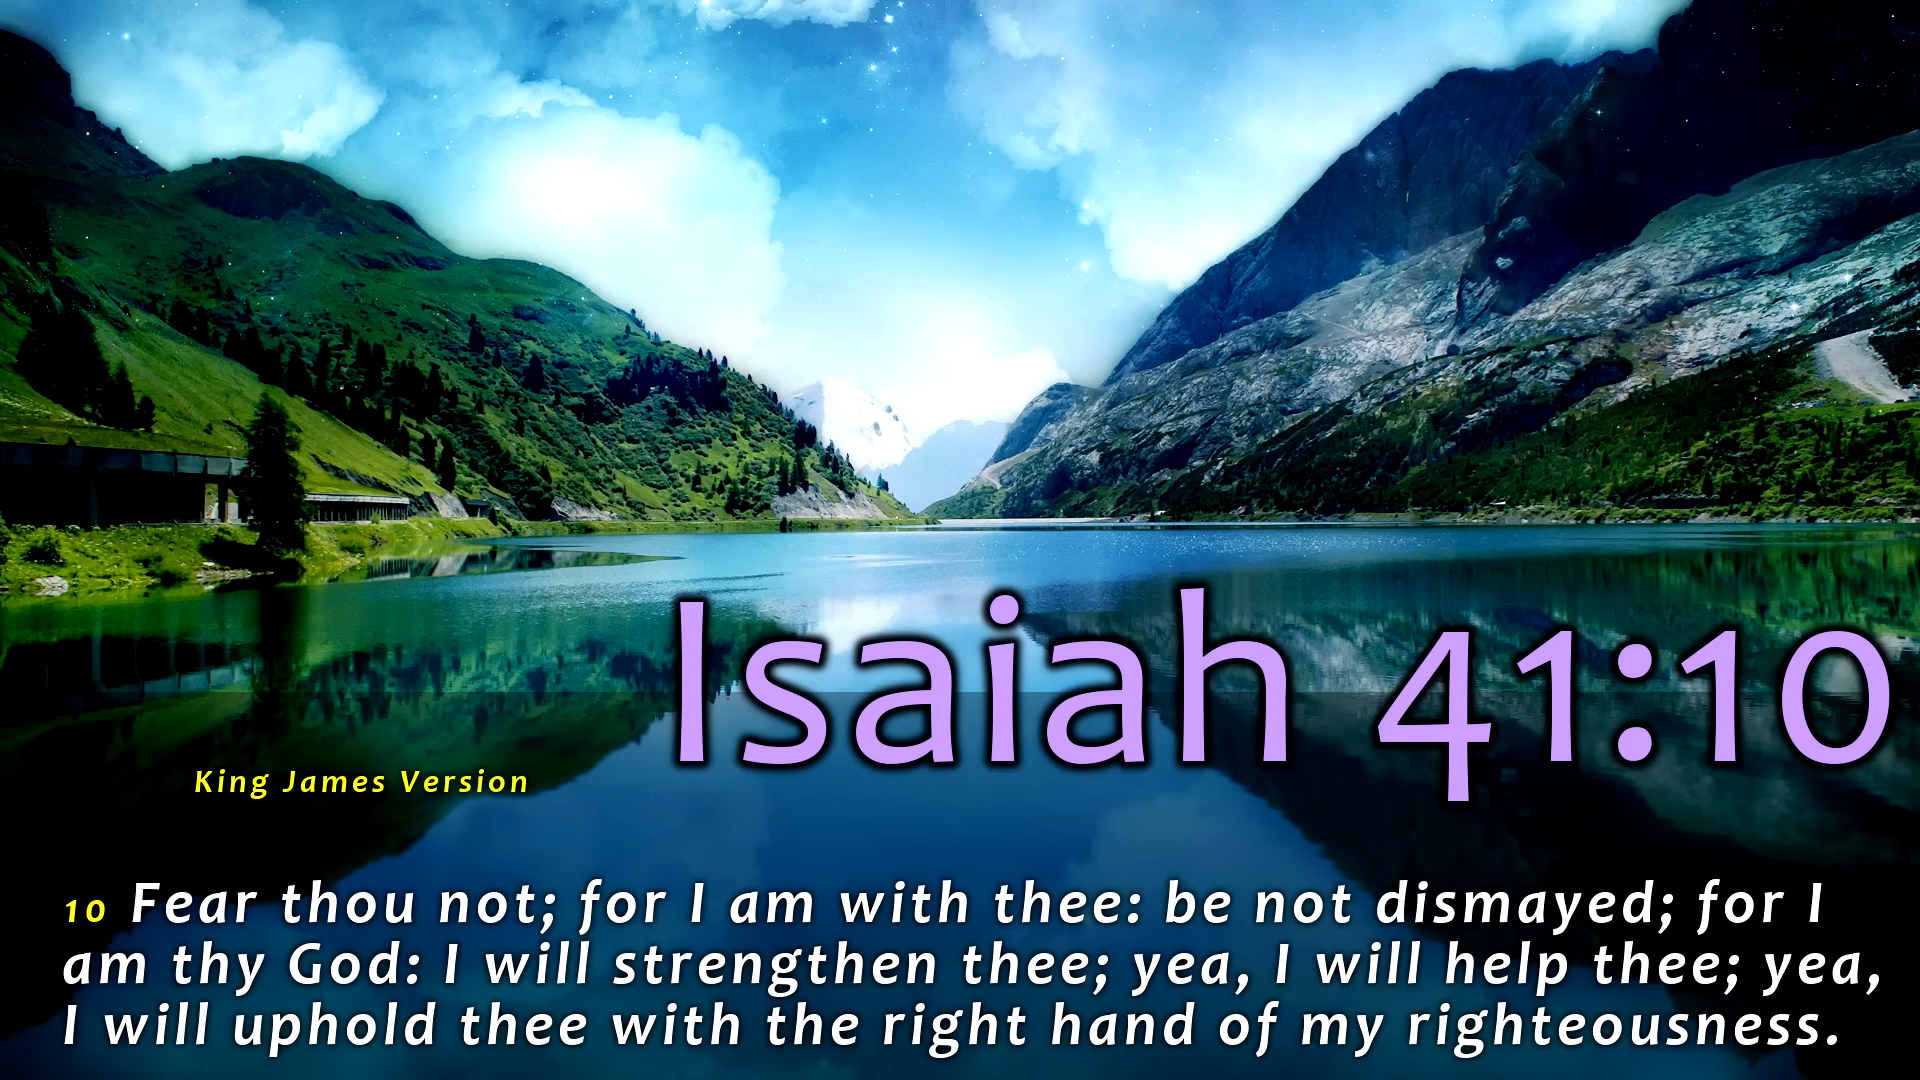 Isaiah 41:10
King James Version
10 Fear thou not; for I am with thee: be not dismayed; for I
am thy God: I will strengthen thee; yea, I will help thee; yea,
I will uphold thee with the right hand of my righteousness.